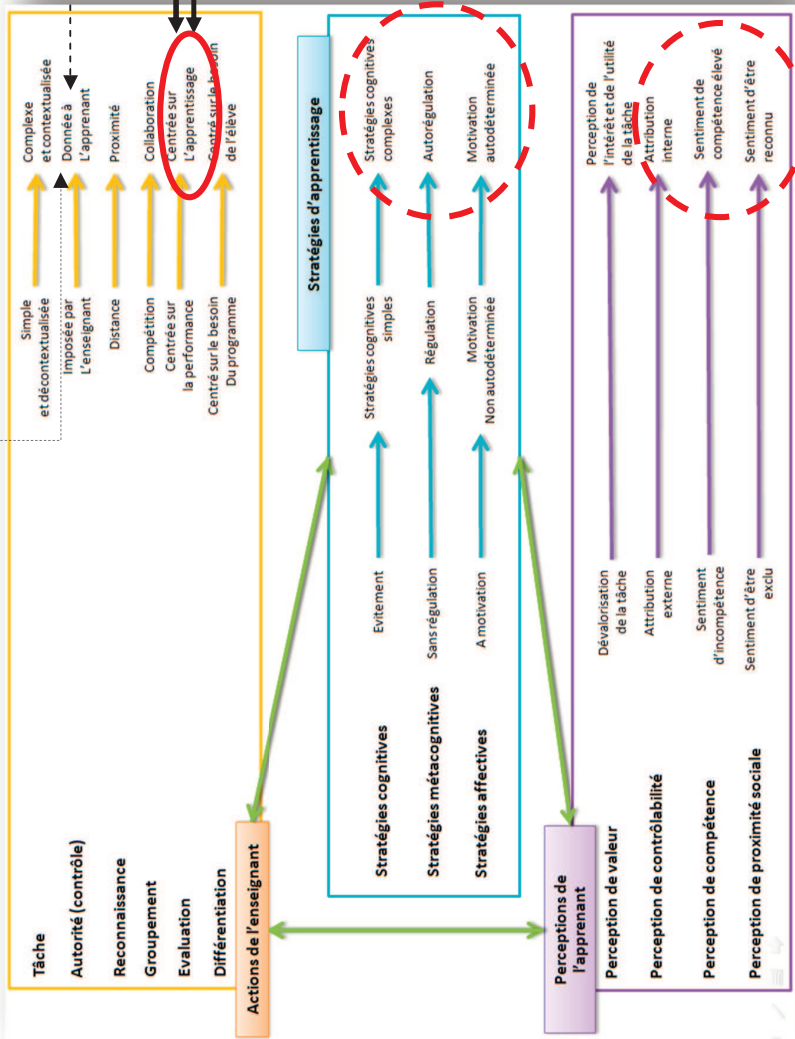 Tâche
Simple
et décontextualisée
Complexe
et contextualisée
Autorité (contrôle)
Imposée par
L'enseignant
Donnée à
L'apprenant
Reconnaissance
Distance
Proximité
Groupement
Compétition
Collaboration
Evaluation
Centrée sur
la performance
Centrée sur
L'apprentissage
Différentiation
Centré sur le besoin
Du programme
Centré sur le besoin
de l'élève
Actions de l'enseignant
Stratégies d'apprentissage
Stratégies cognitives
Evitement
Stratégies cognitives
simples
Stratégies cognitives
complexes
Stratégies métacognitives
Sans régulation
Régulation
Autorégulation
Stratégies affectives
A motivation
Motivation
Non autodéterminée
Motivation
autodéterminée
Perceptions de
l'apprenant
Perception de valeur
Dévalorisation
de la tâche
Perception de
l'intérêt et de l'utilité
de la tâche
Perception de contrôlabilité
Attribution
externe
Attribution
interne
Perception de compétence
Sentiment
d'incompétence
Sentiment de
compétence élevé
Perception de proximité sociale
Sentiment d'être
exclu
Sentiment d'être
reconnu